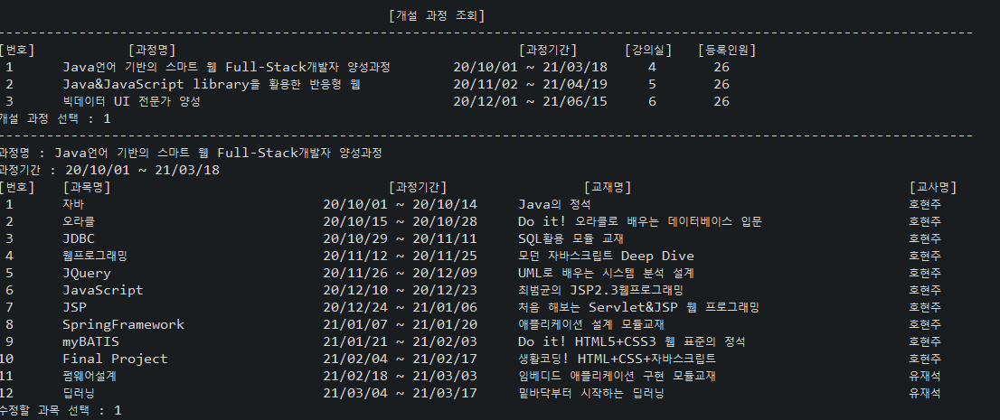 [개설 과정 조회]
------------------------------------------------------------------------------------------------------------------------
[번호] [과정명] [과정기간] [강의실] [등록인원]
1 Java언어 기반의 스마트 웹 Full-Stack개발자 양성과정 20/10/01 ~ 21/03/18 4 26
2 Java&JavaScript library을 활용한 반응형 웹 20/11/02 ~ 21/04/19 5 26
3 빅데이터 UI 전문가 양성 20/12/01 ~ 21/06/15 6 26
개설 과정 선택 : 1
------------------------------------------------------------------------------------------------------------------------
과정명 : Java언어 기반의 스마트 웹 Full-Stack개발자 양성과정
과정기간 : 20/10/01 ~ 21/03/18
[번호] [과목명] [과정기간] [교재명] [교사명]
1 자바 20/10/01 ~ 20/10/14 Java의 정석 호현주
2 오라클 20/10/15 ~ 20/10/28 Do it! 오라클로 배우는 데이터베이스 입문 호현주
3 JDBC 20/10/29 ~ 20/11/11 SQL활용 모듈 교재 호현주
4 웹프로그래밍 20/11/12 ~ 20/11/25 모던 자바스크립트 Deep Dive 호현주
5 JQuery 20/11/26 ~ 20/12/09 UML로 배우는 시스템 분석 설계 호현주
6 JavaScript 20/12/10 ~ 20/12/23 최범균의 JSP2.3웹프로그래밍 호현주
7 JSP 20/12/24 ~ 21/01/06 처음 해보는 Servlet&JSP 웹 프로그래밍 호현주
8 SpringFramework 21/01/07 ~ 21/01/20 애플리케이션 설계 모듈교재 호현주
9 myBATIS 21/01/21 ~ 21/02/03 Do it! HTML5+CSS3 웹 표준의 정석 호현주
10 Final Project 21/02/04 ~ 21/02/17 생활코딩! HTML+CSS+자바스크립트 호현주
11 펌웨어설계 21/02/18 ~ 21/03/03 임베디드 애플리케이션 구현 모듈교재 유재석
12 딥러닝 21/03/04 ~ 21/03/17 밑바닥부터 시작하는 딥러닝 유재석
수정할 과목 선택 : 1